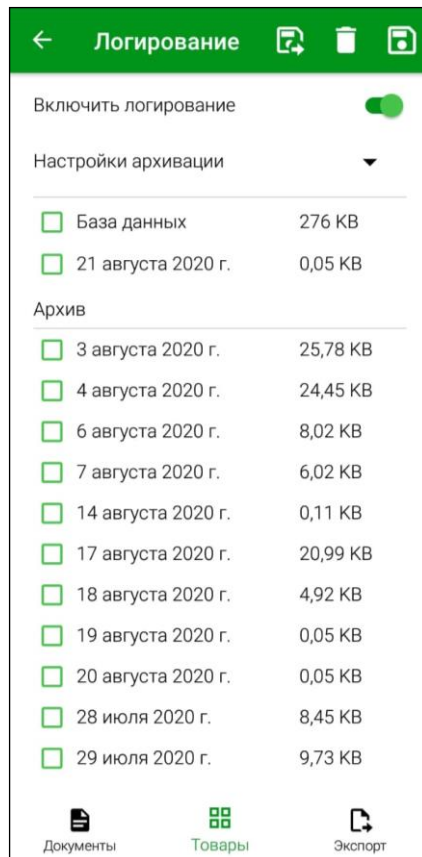 Логирование
Включить логирование
Настройки архивации
База данных 276 KB
21 августа 2020 г. 0,05 KB
Архив
3 августа 2020 г. 25,78 KB
4 августа 2020 г. 24,45 KB
6 августа 2020 г. 8,02 KB
7 августа 2020 г. 6,02 KB
14 августа 2020 г. 0,11 KB
17 августа 2020 г. 20,99 KB
18 августа 2020 г. 4,92 KB
19 августа 2020 г. 0,05 KB
20 августа 2020 г. 0,05 KB
28 июля 2020 г. 8,45 KB
29 июля 2020 г. 9,73 KB
Документы Товары Экспорт